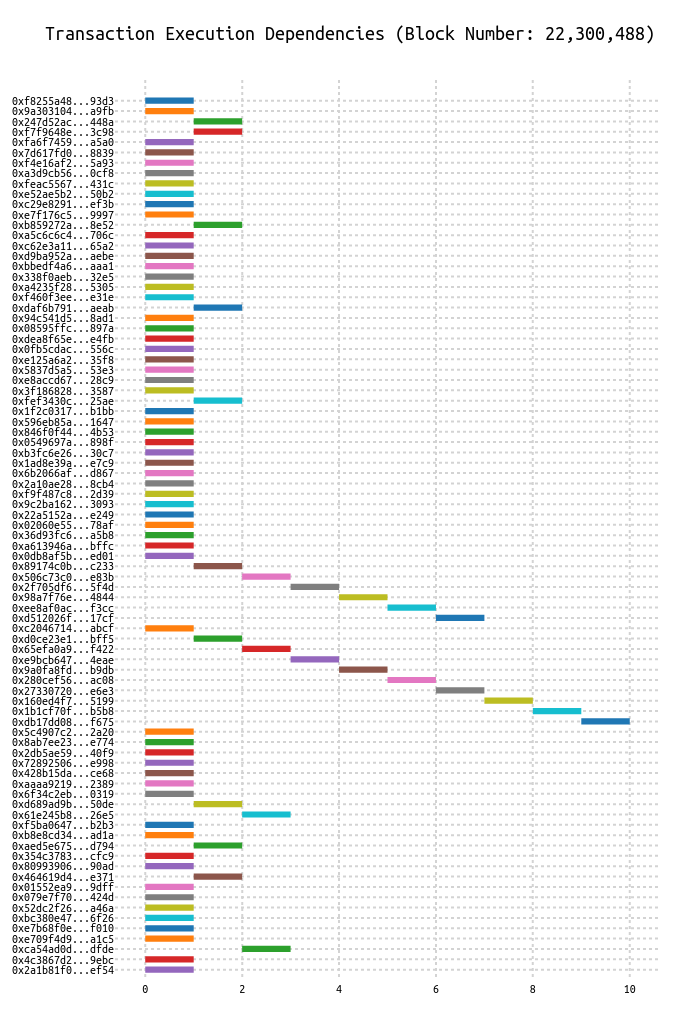 Transaction Execution Dependencies (Block Number: 22,300,488)
0xf8255a48...93d3
0x9a303104...a9fb
0x247d52ac...448a
0xf7f9648e...3c98
0xfa6f7459...a5a0
0x7d617fd0...8839
0xf4e16af2...5a93
0xa3d9cb56...0cf8
0xfeac5567...431c
0xe52ae5b2...50b2
0xc29e8291...ef3b
0xe7f176c5...9997
0xb859272a...8e52
0xa5c6c6c4...706c
0xc62e3a11...65a2
0xd9ba952a...aebe
0xbbedf4a6...aaa1
0x338f0aeb...32e5
0xa4235f28...5305
0xf460f3ee...e31e
0xdaf6b791...aeab
0x94c541d5...8ad1
0x08595ffc...897a
0xdea8f65e...e4fb
0x0fb5cdac...556c
0xe125a6a2...35f8
0x5837d5a5...53e3
0xe8accd67...28c9
0x3f186828...3587
0xfef3430c...25ae
0x1f2c0317...b1bb
0x596eb85a...1647
0x846f0f44...4b53
0x0549697a...898f
0xb3fc6e26...30c7
0x1ad8e39a...e7c9
0x6b2066af...d867
0x2a10ae28...8cb4
0xf9f487c8...2d39
0x9c2ba162...3093
0x22a5152a...e249
0x02060e55...78af
0x36d93fc6...a5b8
0xa613946a...bffc
0x0db8af5b...ed01
0x89174c0b...c233
0x506c73c0...e83b
0x2f705df6...5f4d
0x98a7f76e...4844
0xee8af0ac...f3cc
0xd512026f...17cf
0xc2046714...abcf
0xd0ce23e1...bff5
0x65efa0a9...f422
0xe9bcb647...4eae
0x9a0fa8fd...b9db
0x280cef56...ac08
0x27330720...e6e3
0x160ed4f7...5199
0x1b1cf70f...b5b8
0xdb17dd08...f675
0x5c4907c2...2a20
0x8ab7ee23...e774
0x2db5ae59...40f9
0x72892506...e998
0x428b15da...ce68
0xaaaa9219...2389
0x6f34c2eb...0319
0xd689ad9b...50de
0x61e245b8...26e5
0xf5ba0647...b2b3
0xb8e8cd34...ad1a
0xaed5e675...d794
0x354c3783...cfc9
0x80993906...90ad
0x464619d4...e371
0x01552ea9...9dff
0x079e7f70...424d
0x52dc2f26...a46a
0xbc380e47...6f26
0xe7b68f0e...f010
0xe709f4d9...a1c5
0xca54ad0d...dfde
0x4c3867d2...9ebc
0x2a1b81f0...ef54
0 2 4 6 8 10